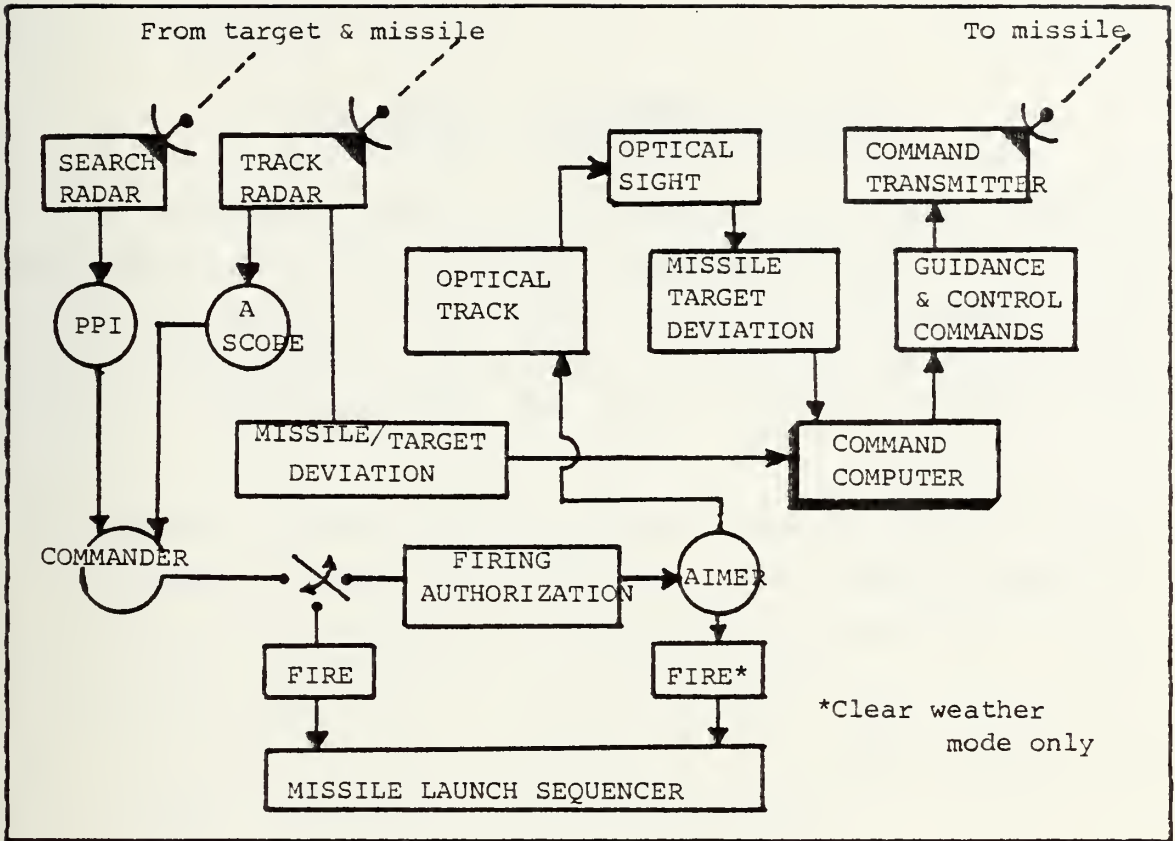 From target & missile
To missile
SEARCH
RADAR
TRACK
RADAR
OPTICAL
SIGHT
COMMAND
TRANSMITTER
PPI
A
SCOPE
OPTICAL
TRACK
MISSILE
TARGET
DEVIATION
GUIDANCE
& CONTROL
COMMANDS
MISSILE/TARGET
DEVIATION
COMMAND
COMPUTER
COMMANDER
FIRING
AUTHORIZATION
AIMER
FIRE
FIRE*
*Clear weather
mode only
MISSILE LAUNCH SEQUENCER